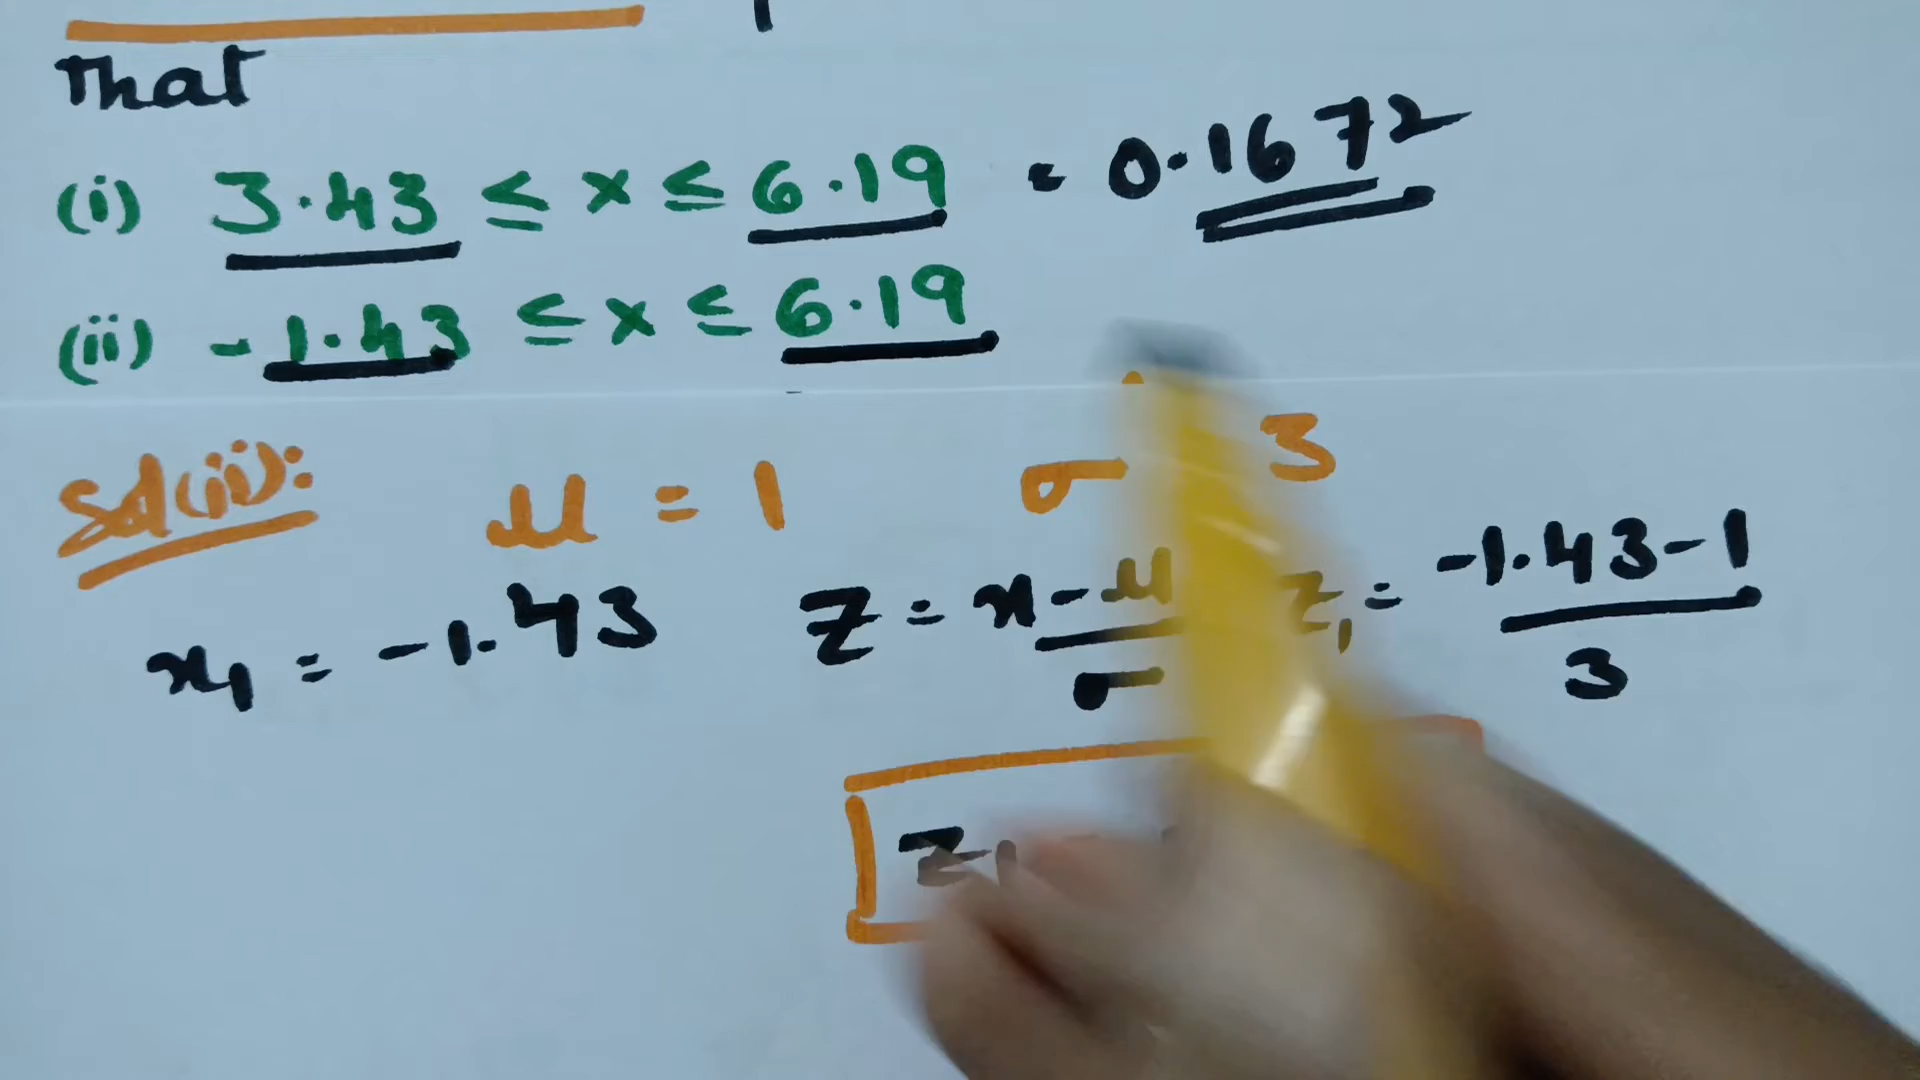 That
(i) 3.43 ≤ x ≤ 6.19 = 0.1672
(ii) -1.43 ≤ x ≤ 6.19
Sol(ii): μ = 1 σ 3
x₁ = -1.43 Z = x-μ/σ Z₁ = -1.43-1/3
Z₁